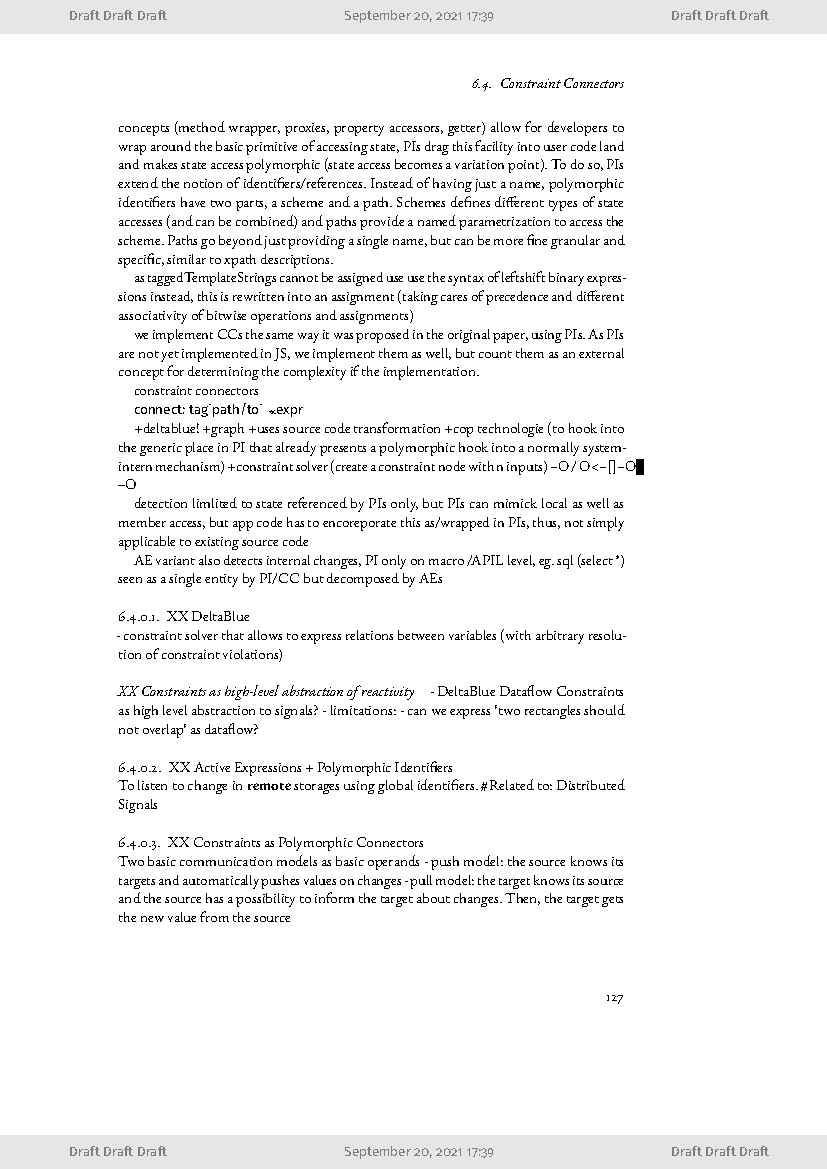 Draft Draft Draft September 20, 2021 17:39 Draft Draft Draft
6.4. Constraint Connectors
concepts (method wrapper, proxies, property accessors, getter) allow for developers to
wrap around the basic primitive of accessing state, PIs drag this facility into user code land
and makes state access polymorphic (state access becomes a variation point). To do so, PIs
extend the notion of identifiers/references. Instead of having just a name, polymorphic
identifiers have two parts, a scheme and a path. Schemes defines different types of state
accesses (and can be combined) and paths provide a named parametrization to access the
scheme. Paths go beyond just providing a single name, but can be more fine granular and
specific, similar to xpath descriptions.
as taggedTemplateStrings cannot be assigned use use the syntax of leftshift binary expres-
sions instead, this is rewritten into an assignment (taking cares of precedence and different
associativity of bitwise operations and assignments)
we implement CCs the same way it was proposed in the original paper, using PIs. As PIs
are not yet implemented in JS, we implement them as well, but count them as an external
concept for determining the complexity if the implementation.
constraint connectors
connect: tag`path/to` «expr
+deltablue! +graph +uses source code transformation +cop technologie (to hook into
the generic place in PI that already presents a polymorphic hook into a normally system-
intern mechanism) +constraint solver (create a constraint node with n inputs) –O / O<–[]–O
–O
detection limlited to state referenced by PIs only, but PIs can mimick local as well as
member access, but app code has to encoreporate this as/wrapped in PIs, thus, not simply
applicable to existing source code
AE variant also detects internal changes, PI only on macro /APIL level, eg. sql (select *)
seen as a single entity by PI/CC but decomposed by AEs
6.4.0.1. XX DeltaBlue
- constraint solver that allows to express relations between variables (with arbitrary resolu-
tion of constraint violations)
XX Constraints as high-level abstraction of reactivity - DeltaBlue Dataflow Constraints
as high level abstraction to signals? - limitations: - can we express 'two rectangles should
not overlap' as dataflow?
6.4.0.2. XX Active Expressions + Polymorphic Identifiers
To listen to change in remote storages using global identifiers. #Related to: Distributed
Signals
6.4.0.3. XX Constraints as Polymorphic Connectors
Two basic communication models as basic operands - push model: the source knows its
targets and automatically pushes values on changes - pull model: the target knows its source
and the source has a possibility to inform the target about changes. Then, the target gets
the new value from the source
127
Draft Draft Draft September 20, 2021 17:39 Draft Draft Draft